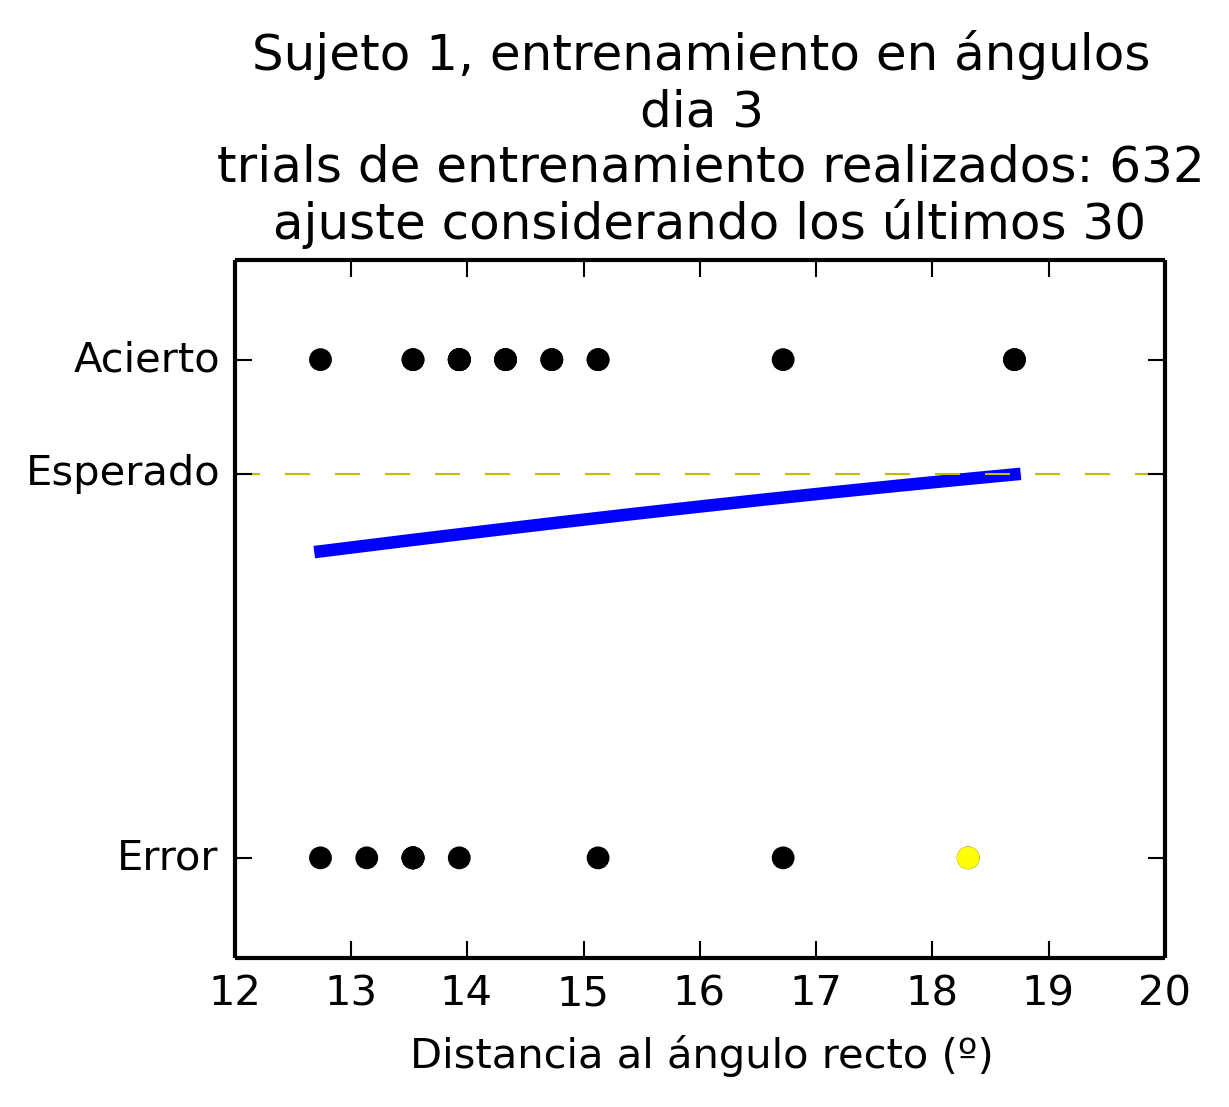 Sujeto 1, entrenamiento en ángulos
dia 3
trials de entrenamiento realizados: 632
ajuste considerando los últimos 30
Acierto
Esperado
Error
12 13 14 15 16 17 18 19 20
Distancia al ángulo recto (º)